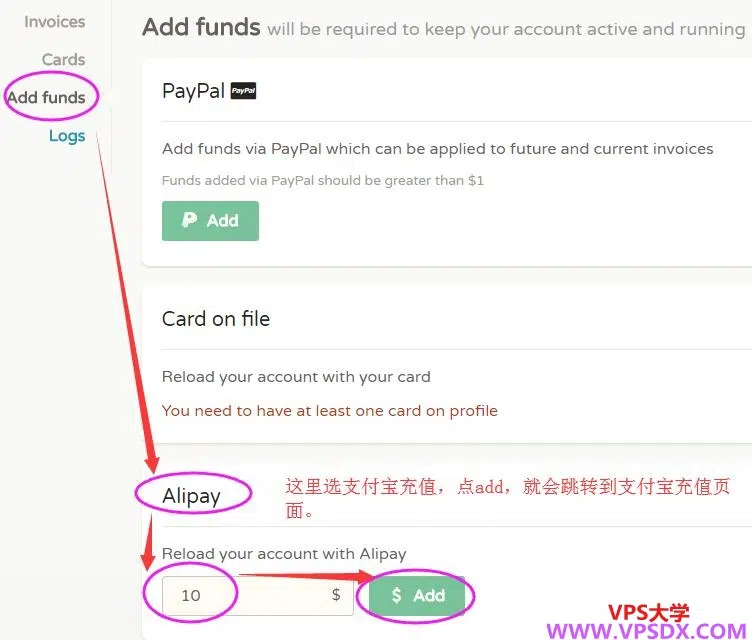 Invoices
Cards
Add funds
Logs
Add funds will be required to keep your account active and running
PayPal PayPal
Add funds via PayPal which can be applied to future and current invoices
Funds added via PayPal should be greater than $1
Add
Card on file
Reload your account with your card
You need to have at least one card on profile
Alipay
这里选支付宝充值，点add，就会跳转到支付宝充值页
面。
Reload your account with Alipay
10 $
$ Add
VPS大学
WWW.VPSDX.COM